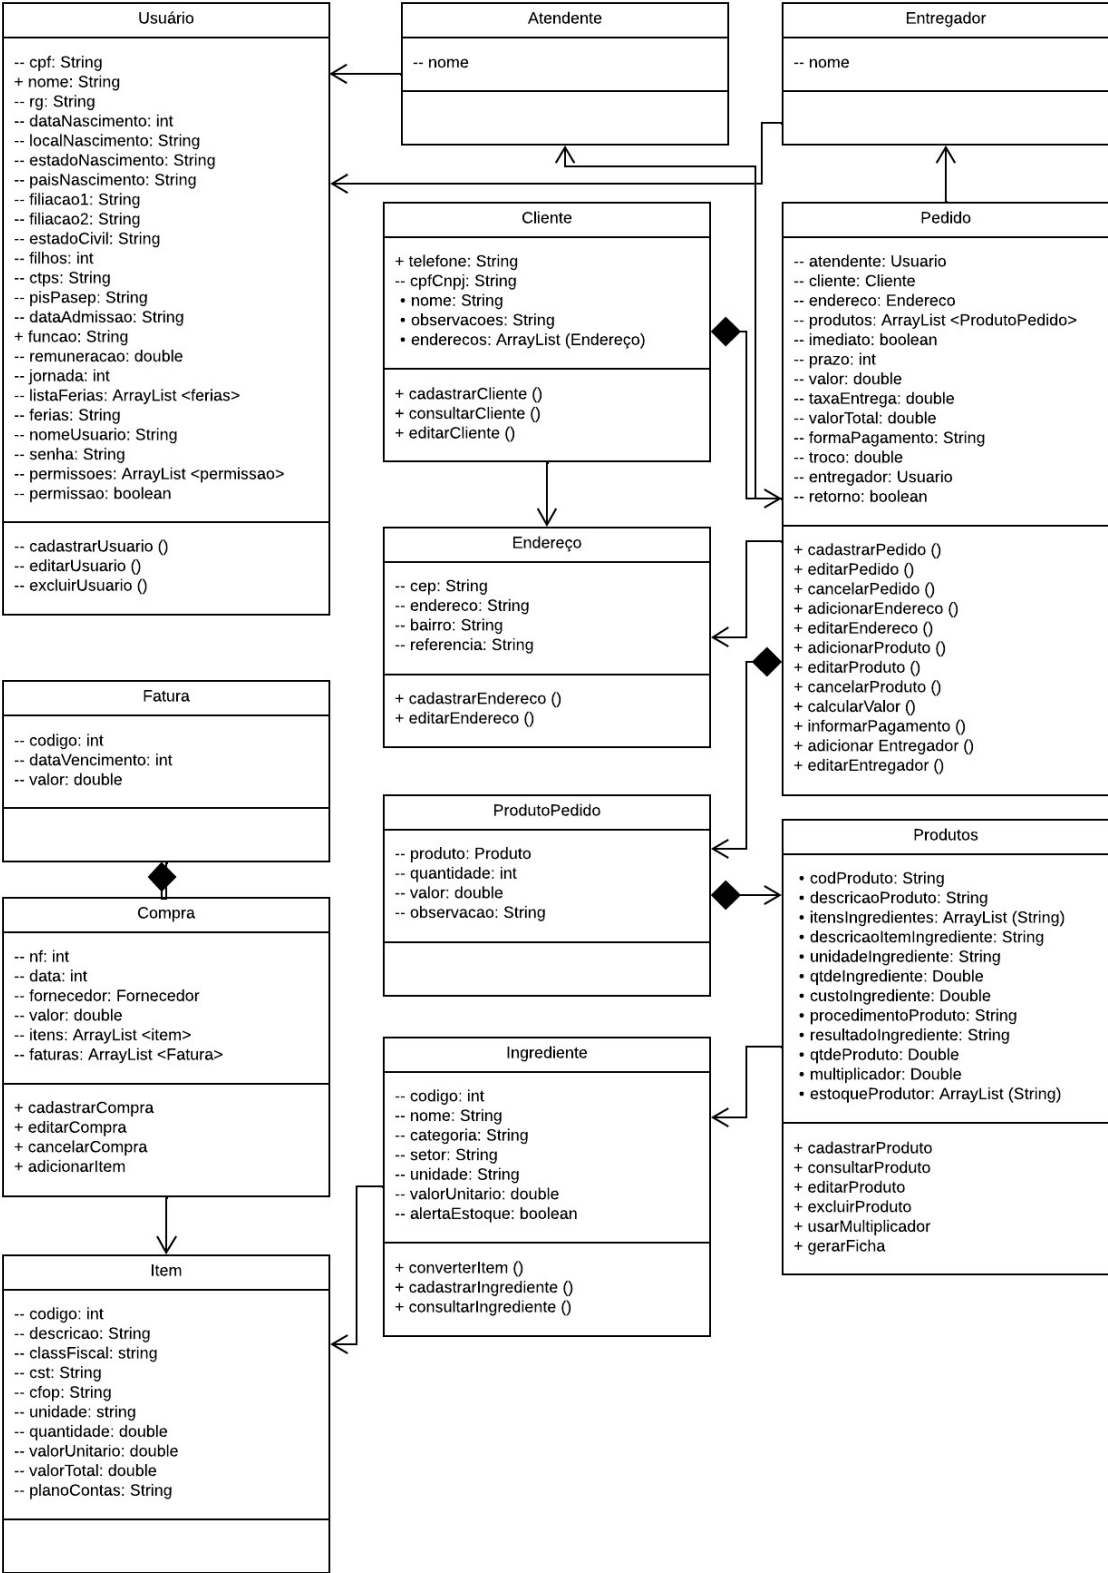 Usuário
-- cpf: String
+ nome: String
-- rg: String
-- dataNascimento: int
-- localNascimento: String
-- estadoNascimento: String
-- paisNascimento: String
-- filiacao1: String
-- filiacao2: String
-- estadoCivil: String
-- filhos: int
-- ctps: String
-- pisPasep: String
-- dataAdmissao: String
+ funcao: String
-- remuneracao: double
-- jornada: int
-- listaFerias: ArrayList <ferias>
-- ferias: String
-- nomeUsuario: String
-- senha: String
-- permissoes: ArrayList <permissao>
-- permissao: boolean
-- cadastrarUsuario ()
-- editarUsuario ()
-- excluirUsuario ()
Atendente
-- nome
Entregador
-- nome
Cliente
+ telefone: String
-- cpfCnpj: String
• nome: String
• observacoes: String
• enderecos: ArrayList (Endereço)
+ cadastrarCliente ()
+ consultarCliente ()
+ editarCliente ()
Pedido
-- atendente: Usuario
-- cliente: Cliente
-- endereco: Endereco
-- produtos: ArrayList <ProdutoPedido>
-- imediato: boolean
-- prazo: int
-- valor: double
-- taxaEntrega: double
-- valorTotal: double
-- formaPagamento: String
-- troco: double
-- entregador: Usuario
-- retorno: boolean
+ cadastrarPedido ()
+ editarPedido ()
+ cancelarPedido ()
+ adicionarEndereco ()
+ editarEndereco ()
+ adicionarProduto ()
+ editarProduto ()
+ cancelarProduto ()
+ calcularValor ()
+ informarPagamento ()
+ adicionar Entregador ()
+ editarEntregador ()
Endereço
-- cep: String
-- endereco: String
-- bairro: String
-- referencia: String
+ cadastrarEndereco ()
+ editarEndereco ()
Fatura
-- codigo: int
-- dataVencimento: int
-- valor: double
ProdutoPedido
-- produto: Produto
-- quantidade: int
-- valor: double
-- observacao: String
Produtos
• codProduto: String
• descricaoProduto: String
• itensIngredientes: ArrayList (String)
• descricaoItemIngrediente: String
• unidadeIngrediente: String
• qtdeIngrediente: Double
• custoIngrediente: Double
• procedimentoProduto: String
• resultadoIngrediente: String
• qtdeProduto: Double
• multiplicador: Double
• estoqueProdutor: ArrayList (String)
+ cadastrarProduto
+ consultarProduto
+ editarProduto
+ excluirProduto
+ usarMultiplicador
+ gerarFicha
Compra
-- nf: int
-- data: int
-- fornecedor: Fornecedor
-- valor: double
-- itens: ArrayList <item>
-- faturas: ArrayList <Fatura>
+ cadastrarCompra
+ editarCompra
+ cancelarCompra
+ adicionarItem
Ingrediente
-- codigo: int
-- nome: String
-- categoria: String
-- setor: String
-- unidade: String
-- valorUnitario: double
-- alertaEstoque: boolean
+ converterItem ()
+ cadastrarIngrediente ()
+ consultarIngrediente ()
Item
-- codigo: int
-- descricao: String
-- classFiscal: string
-- cst: String
-- cfop: String
-- unidade: string
-- quantidade: double
-- valorUnitario: double
-- valorTotal: double
-- planoContas: String